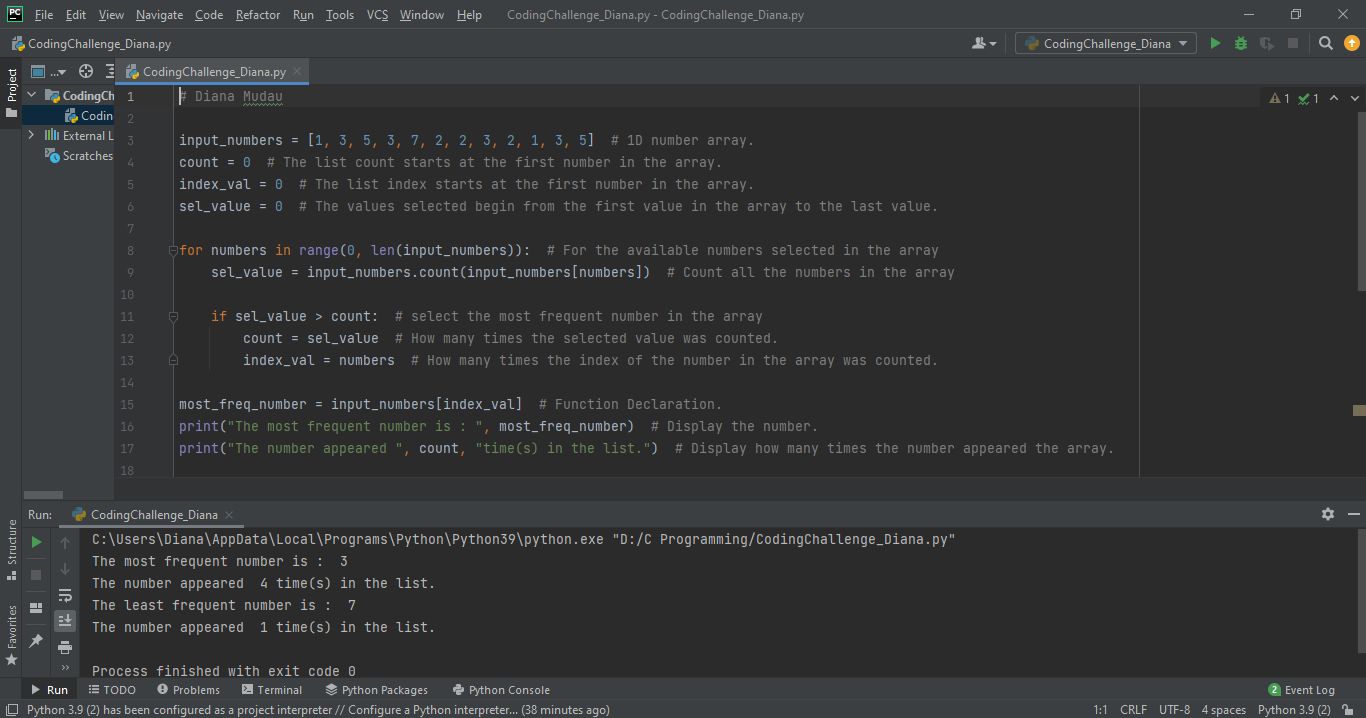 File Edit View Navigate Code Refactor Run Tools VCS Window Help CodingChallenge_Diana.py - CodingChallenge_Diana.py
CodingChallenge_Diana.py
CodingChallenge_Diana
Project
...
CodingChallenge_Diana.py
CodingCh
Codin
External L
Scratches
1 # Diana Mudau
1 1
2
3 input_numbers = [1, 3, 5, 3, 7, 2, 2, 3, 2, 1, 3, 5]  # 1D number array.
4 count = 0  # The list count starts at the first number in the array.
5 index_val = 0  # The list index starts at the first number in the array.
6 sel_value = 0  # The values selected begin from the first value in the array to the last value.
7
8 for numbers in range(0, len(input_numbers)):  # For the available numbers selected in the array
9     sel_value = input_numbers.count(input_numbers[numbers])  # Count all the numbers in the array
10
11     if sel_value > count:  # select the most frequent number in the array
12         count = sel_value  # How many times the selected value was counted.
13         index_val = numbers  # How many times the index of the number in the array was counted.
14
15 most_freq_number = input_numbers[index_val]  # Function Declaration.
16 print("The most frequent number is : ", most_freq_number)  # Display the number.
17 print("The number appeared ", count, "time(s) in the list.")  # Display how many times the number appeared the array.
18
Structure
Favorites
Run: CodingChallenge_Diana
C:\Users\Diana\AppData\Local\Programs\Python\Python39\python.exe "D:/C Programming/CodingChallenge_Diana.py"
The most frequent number is :  3
The number appeared  4 time(s) in the list.
The least frequent number is :  7
The number appeared  1 time(s) in the list.
Process finished with exit code 0
Run TODO Problems Terminal Python Packages Python Console 2 Event Log
Python 3.9 (2) has been configured as a project interpreter // Configure a Python interpreter... (38 minutes ago) 1:1 CRLF UTF-8 4 spaces Python 3.9 (2)